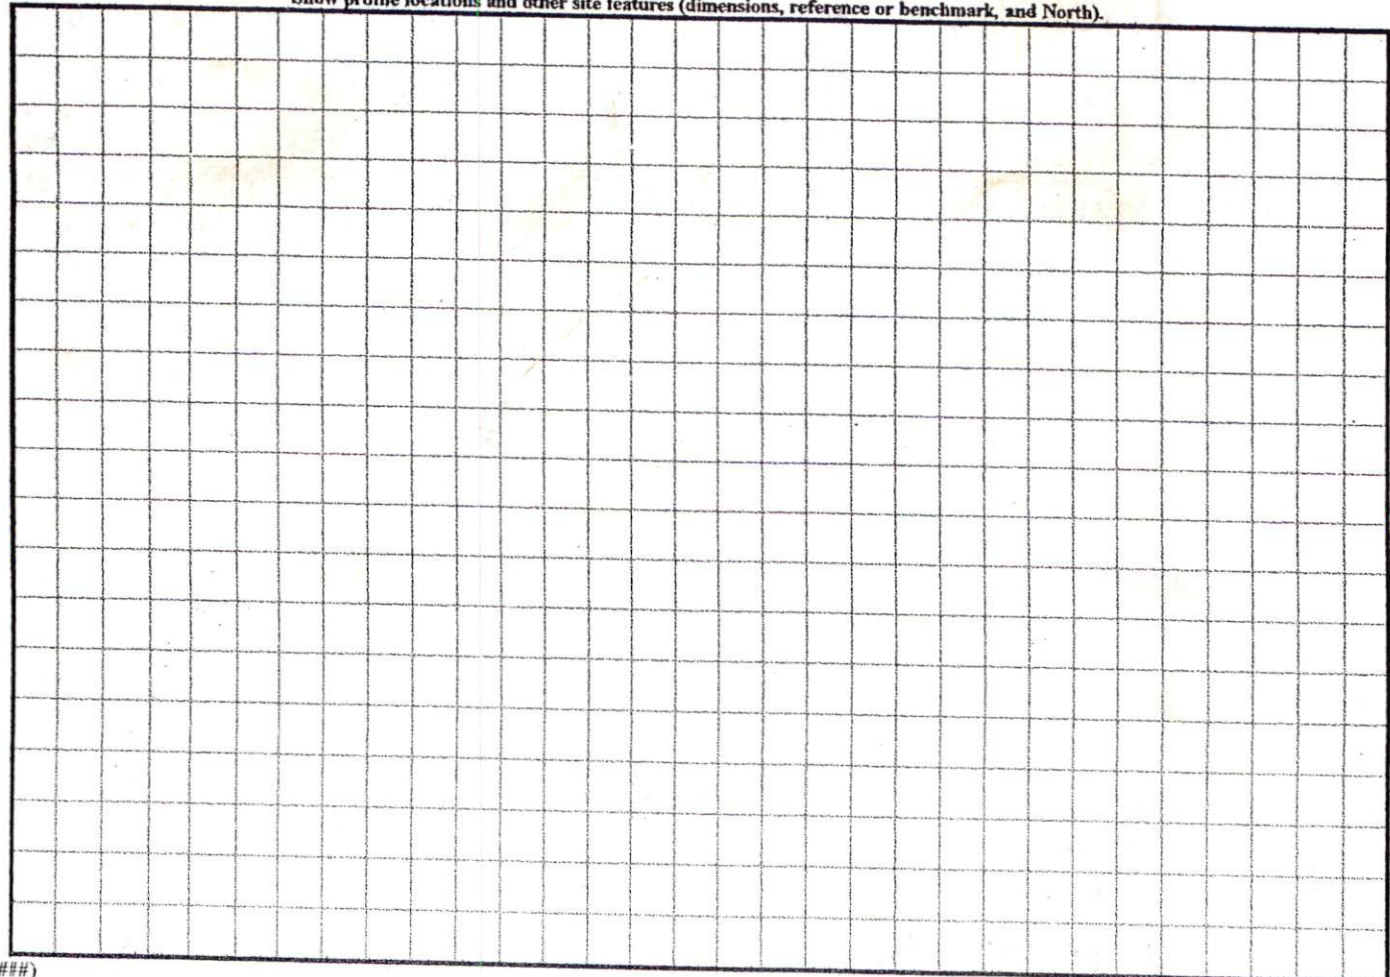 Show profile locations and other site features (dimensions, reference or benchmark, and North).
###)